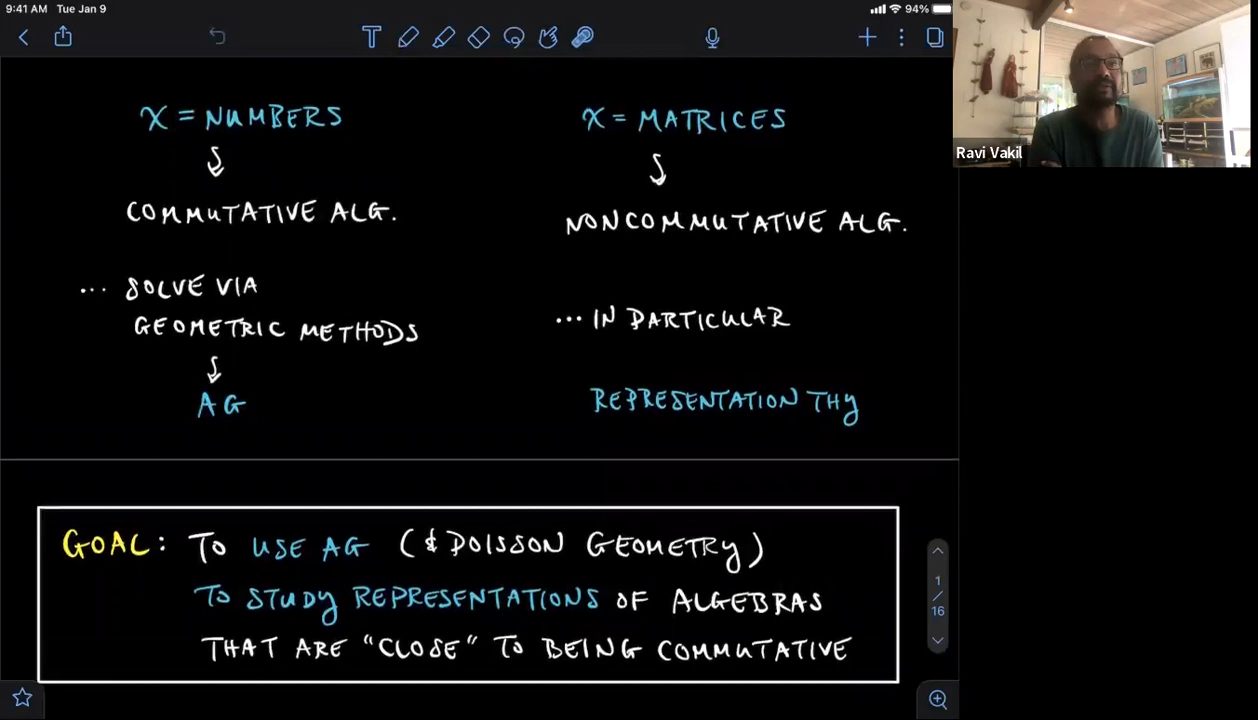 9:41 AM Tue Jan 9
94%
Ravi Vakil
X = NUMBERS
COMMUTATIVE ALG.
... SOLVE VIA
GEOMETRIC METHODS
AG
X = MATRICES
NONCOMMUTATIVE ALG.
... IN PARTICULAR
REPRESENTATION THY
GOAL: TO USE AG (& POISSON GEOMETRY)
TO STUDY REPRESENTATIONS OF ALGEBRAS
THAT ARE "CLOSE" TO BEING COMMUTATIVE
1
/
16